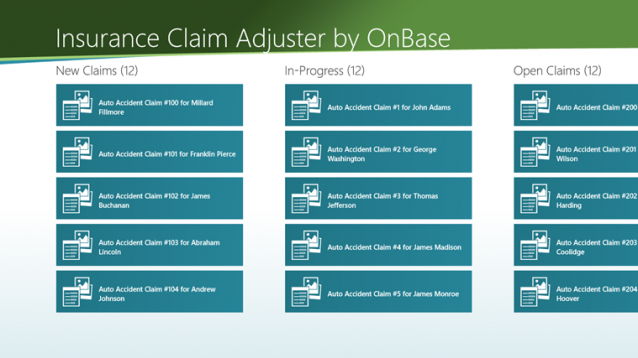 Insurance Claim Adjuster by OnBase
New Claims (12)
Auto Accident Claim #100 for Millard
Fillmore
Auto Accident Claim #101 for Franklin Pierce
Auto Accident Claim #102 for James
Buchanan
Auto Accident Claim #103 for Abraham
Lincoln
Auto Accident Claim #104 for Andrew
Johnson
In-Progress (12)
Auto Accident Claim #1 for John Adams
Auto Accident Claim #2 for George
Washington
Auto Accident Claim #3 for Thomas
Jefferson
Auto Accident Claim #4 for James Madison
Auto Accident Claim #5 for James Monroe
Open Claims (12)
Auto Accident Claim #200
Auto Accident Claim #201
Wilson
Auto Accident Claim #202
Harding
Auto Accident Claim #203
Coolidge
Auto Accident Claim #204
Hoover